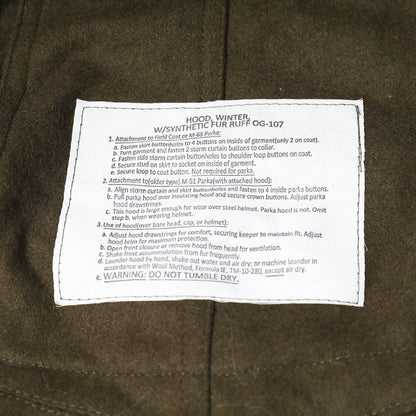 HOOD, WINTER,
W/SYNTHETIC FUR RUFF OG-107
1. Attachment to Field Coat or M-65 Parka:
a. Fasten skirt buttonholes to 4 buttons on inside of garment(only 2 on coat).
b. Turn garment and fasten 2 storm curtain buttons to collar.
c. Fasten side storm curtain buttonholes to shoulder loop buttons on coat.
d. Secure stud on skirt to socket on inside of garment.
e. Secure loop to coat button. Not required for parka.
2. Attachment to(older type) M-51 Parka(with attached hood):
a. Align storm curtain and skirt buttonholes and fasten to 4 inside parka buttons.
b. Pull parka hood over insulating hood and secure crown buttons. Adjust parka
hood drawstrings.
c. This hood is large enough for wear over steel helmet. Parka hood is not. Omit
step b. when wearing helmet.
3. Use of hood(over bare head, cap, or helmet):
a. Adjust hood drawstrings for comfort, securing keeper to maintain fit. Adjust
hood brim for maximum protection.
b. Open front closure or remove hood from head for ventilation.
c. Shake frost accumulation from fur frequently.
d. Launder hood by hand, shake out water and air dry; or machine launder in
accordance with Wool Method, Formula II, TM-10-280, except air dry.
e. WARNING: DO NOT TUMBLE DRY.